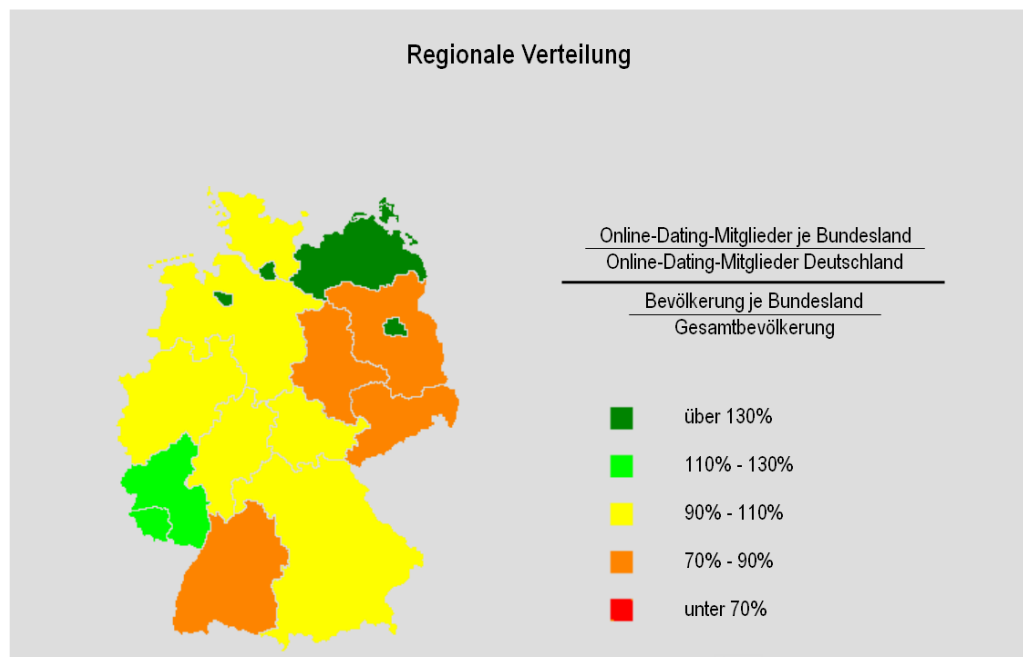 Regionale Verteilung
Online-Dating-Mitglieder je Bundesland
Online-Dating-Mitglieder Deutschland
Bevölkerung je Bundesland
Gesamtbevölkerung
über 130%
110% - 130%
90% - 110%
70% - 90%
unter 70%